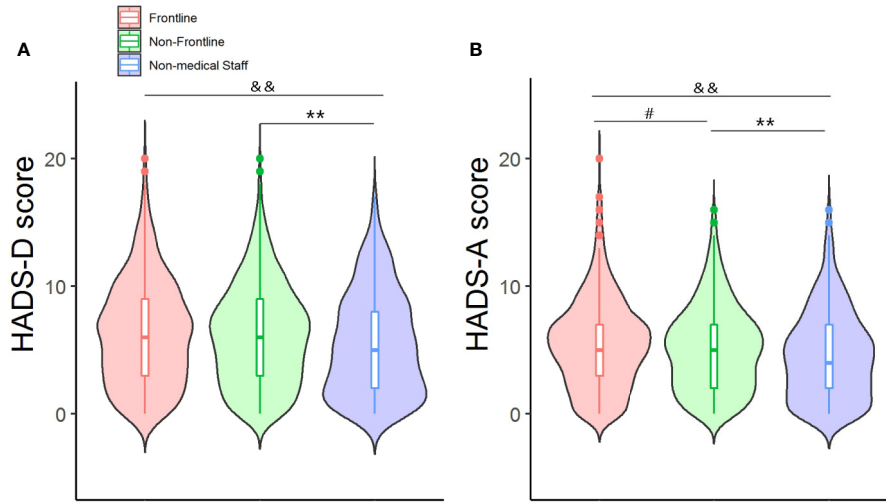 Frontline
Non-Frontline
Non-medical Staff
A
HADS-D score
20
10
0
&&
**
B
HADS-A score
20
10
0
&&
#
**